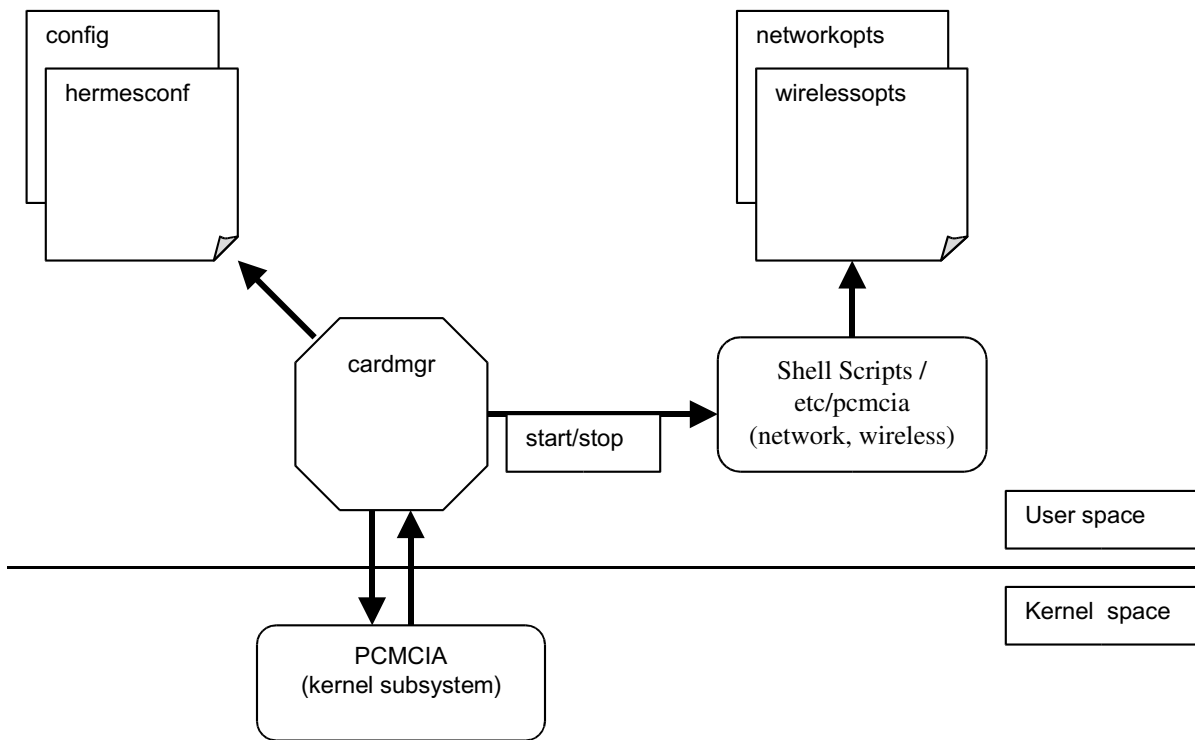 config
hermesconf
networkopts
wirelessopts
cardmgr
start/stop
Shell Scripts /
etc/pcmcia
(network, wireless)
User space
Kernel space
PCMCIA
(kernel subsystem)